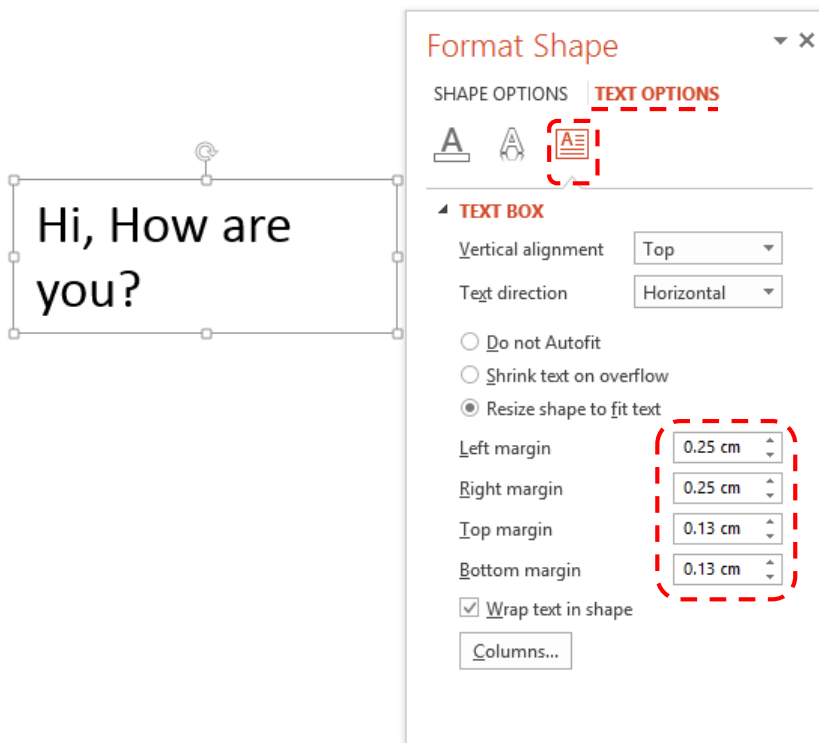 Format Shape
SHAPE OPTIONS TEXT OPTIONS
A A A
Hi, How are
you?
TEXT BOX
Vertical alignment Top
Text direction Horizontal
Do not Autofit
Shrink text on overflow
Resize shape to fit text
Left margin 0.25 cm
Right margin 0.25 cm
Top margin 0.13 cm
Bottom margin 0.13 cm
Wrap text in shape
Columns...